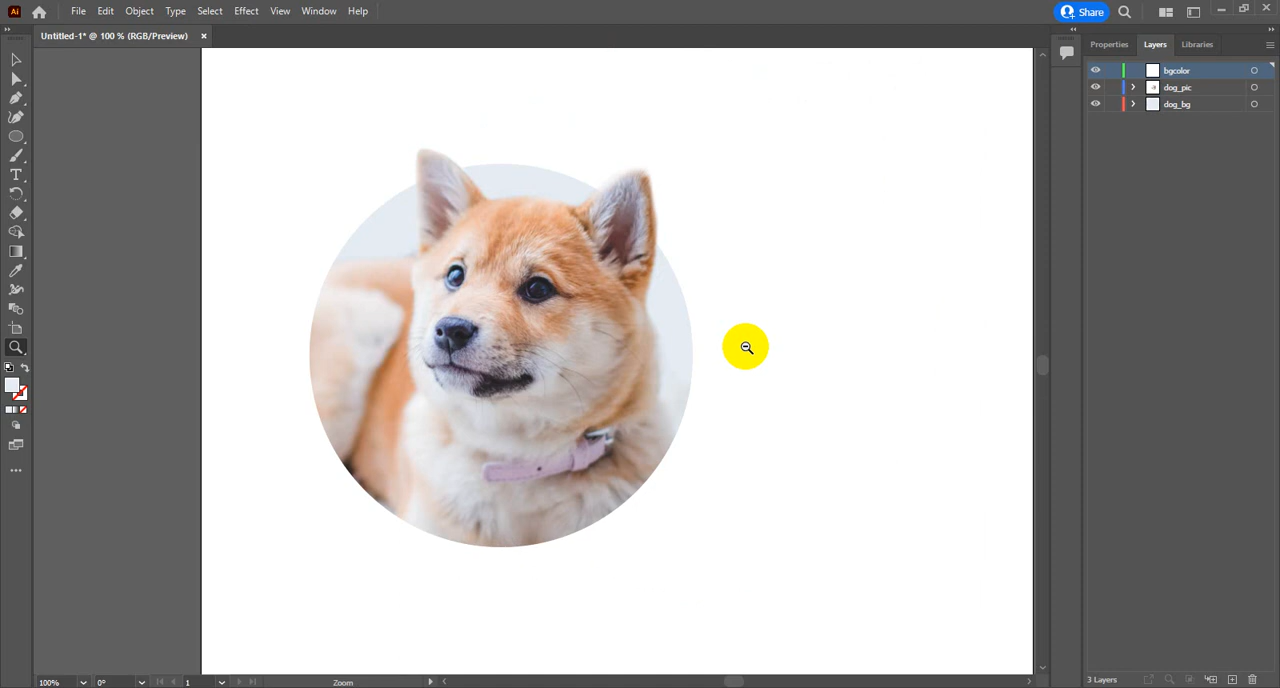 Ai File Edit Object Type Select Effect View Window Help Share
Untitled-1* @ 100 % (RGB/Preview) ×
Properties Layers Libraries
bgcolor
dog_pic
dog_bg
100% 0° 1 Zoom 3 Layers